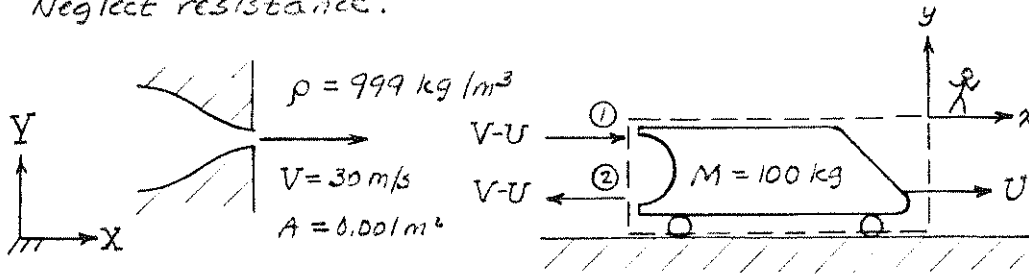 Neglect resistance.
ρ = 999 kg/m³
V = 30 m/s
A = 0.001 m²
Y
X
V-U
①
V-U
②
M = 100 kg
U
y
x